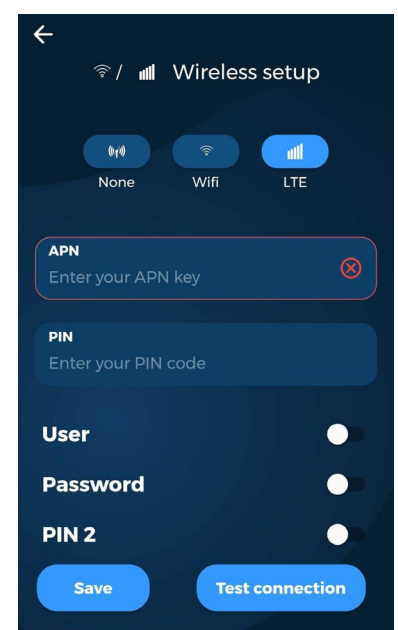 / Wireless setup
None Wifi LTE
APN
Enter your APN key
PIN
Enter your PIN code
User
Password
PIN 2
Save Test connection